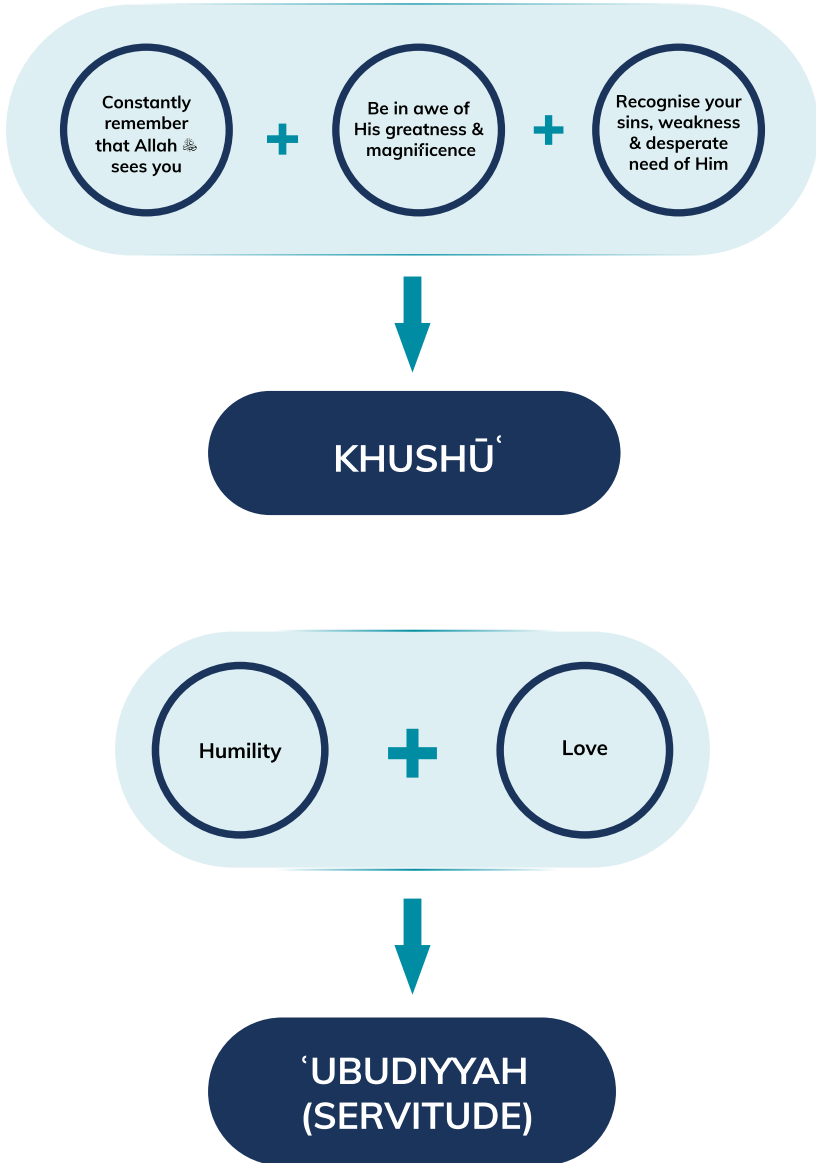 Constantly
remember
that Allah ﷻ
sees you
+
Be in awe of
His greatness &
magnificence
+
Recognise your
sins, weakness
& desperate
need of Him
KHUSHŪʿ
Humility
+
Love
ʿUBUDIYYAH
(SERVITUDE)